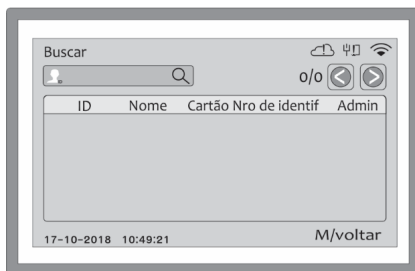 Buscar
0/0
ID Nome Cartão Nro de identif Admin
17-10-2018 10:49:21 M/voltar